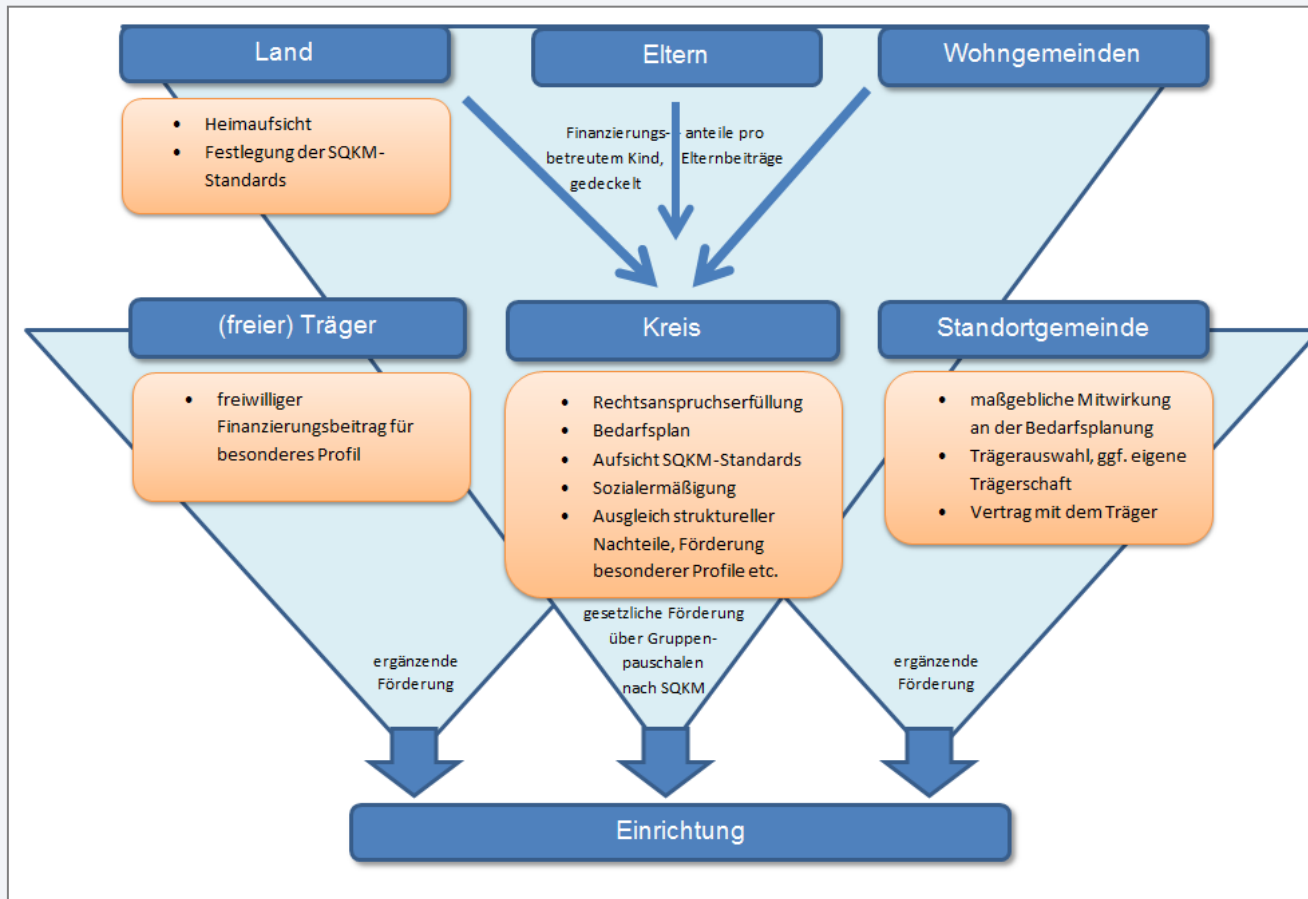 Land
Eltern
Wohngemeinden
• Heimaufsicht
• Festlegung der SQKM-
Standards
Finanzierungs- anteile pro
betreutem Kind, Elternbeiträge
gedeckelt
(freier) Träger
Kreis
Standortgemeinde
• freiwilliger
Finanzierungsbeitrag für
besonderes Profil
• Rechtsanspruchserfüllung
• Bedarfsplan
• Aufsicht SQKM-Standards
• Sozialermäßigung
• Ausgleich struktureller
Nachteile, Förderung
besonderer Profile etc.
• maßgebliche Mitwirkung
an der Bedarfsplanung
• Trägerauswahl, ggf. eigene
Trägerschaft
• Vertrag mit dem Träger
ergänzende
Förderung
gesetzliche Förderung
über Gruppen-
pauschalen
nach SQKM
ergänzende
Förderung
Einrichtung